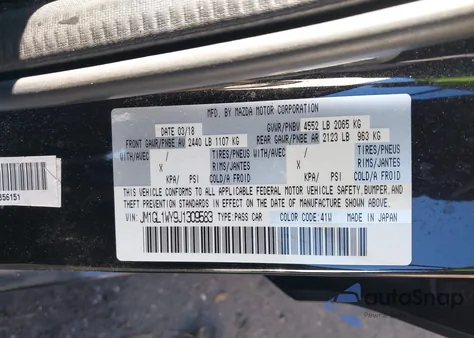 MFD. BY MAZDA MOTOR CORPORATION
DATE 03/18 GVWR/PNBV 4552 LB 2065 KG
FRONT GAWR/PNBE AV 2440 LB 1107 KG REAR GAWR/PNBE AR 2123 LB 963 KG
WITH/AVEC / TIRES/PNEUS WITH/AVEC / TIRES/PNEUS
X RIMS/JANTES X RIMS/JANTES
KPA/ PSI COLD/A FROID KPA/ PSI COLD/A FROID
THIS VEHICLE CONFORMS TO ALL APPLICABLE FEDERAL MOTOR VEHICLE SAFETY, BUMPER, AND
THEFT PREVENTION STANDARDS IN EFFECT ON THE DATE OF MANUFACTURE SHOWN ABOVE.
VIN: JM1GL1WY9J1309583 TYPE: PASS CAR COLOR CODE: 41W MADE IN JAPAN
356151
autoSnap